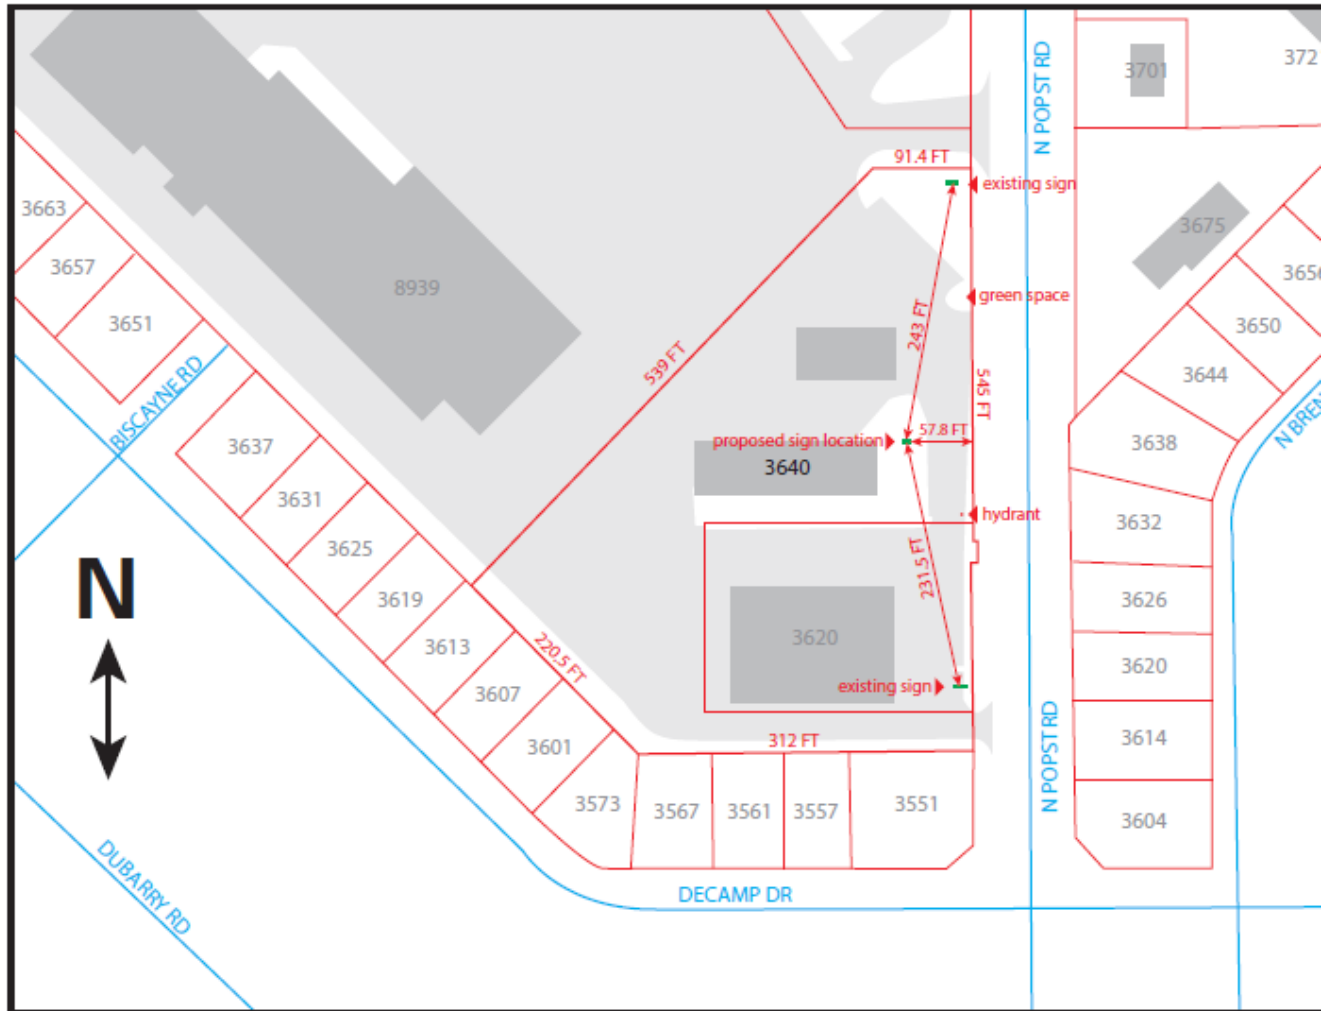 N POPST RD
3701
372
91.4 FT
existing sign
3663
3657
3651
8939
3675
3656
3650
3644
3638
green space
243 FT
539 FT
545 FT
BISCAYNE RD
3637
3631
3625
3619
3613
3607
3601
3573
proposed sign location
57.8 FT
3640
hydrant
231.5 FT
N BREN
3632
3626
3620
3614
3604
N
220.5 FT
3620
existing sign
312 FT
3567
3561
3557
3551
N POPST RD
DECAMP DR
DUBARRY RD